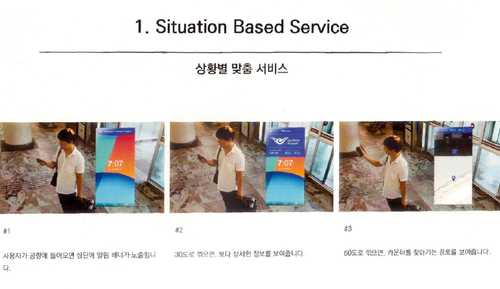 1. Situation Based Service
상황별 맞춤 서비스
7:07
7:07
#1
사용자가 공항에 들어오면 상단에 알림 배너가 노출됩니
다.
#2
30도로 꺾으면, 보다 상세한 정보를 보여줍니다.
#3
60도로 꺾으면, 카운터를 찾아가는 경로를 보여줍니다.